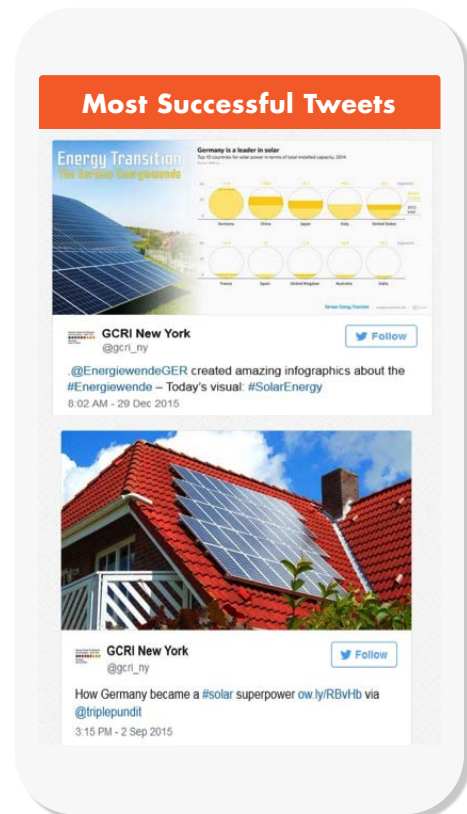 Most Successful Tweets
Energy Transition
The German Energiewende
Germany is a leader in solar
Top 10 countries for solar power in terms of total installed capacity, 2014
Germany China Japan Italy United States
France Spain United Kingdom Australia India
German Energy Transition
GCRI New York
@gcri_ny
Follow
.@EnergiewendeGER created amazing infographics about the
#Energiewende – Today's visual: #SolarEnergy
8:02 AM - 29 Dec 2015
GCRI New York
@gcri_ny
Follow
How Germany became a #solar superpower ow.ly/RBvHb via
@triplepundit
3:15 PM - 2 Sep 2015